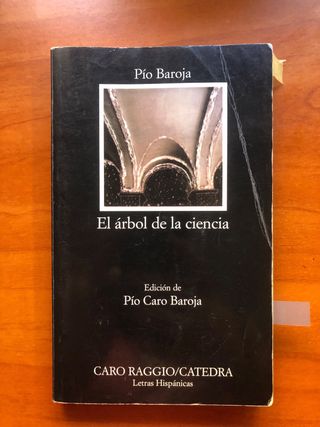 Pío Baroja
El árbol de la ciencia
Edición de
Pío Caro Baroja
CARO RAGGIO/CATEDRA
Letras Hispánicas